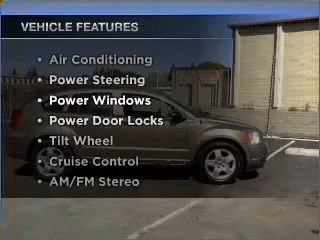 VEHICLE FEATURES
• Air Conditioning
• Power Steering
• Power Windows
• Power Door Locks
• Tilt Wheel
• Cruise Control
• AM/FM Stereo